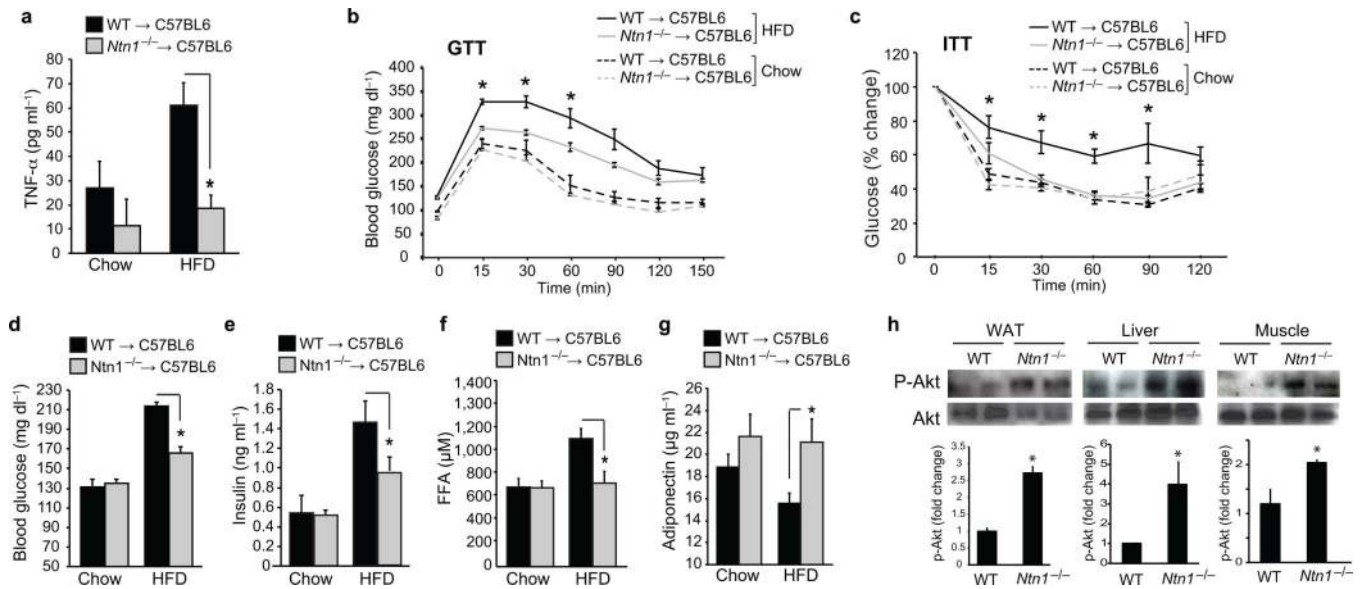 a
WT → C57BL6
Ntn1–/– → C57BL6
TNF-α (pg ml–1)
80
70
60
50
40
30
20
10
0
*
Chow HFD
b
GTT
WT → C57BL6
Ntn1–/– → C57BL6
HFD
WT → C57BL6
Ntn1–/– → C57BL6
Chow
Blood glucose (mg dl–1)
400
350
300
250
200
150
100
50
0
* * *
0 15 30 60 90 120 150
Time (min)
c
ITT
WT → C57BL6
Ntn1–/– → C57BL6
HFD
WT → C57BL6
Ntn1–/– → C57BL6
Chow
Glucose (% change)
120
100
80
60
40
20
0
* * * *
0 15 30 60 90 120
Time (min)
d
WT → C57BL6
Ntn1–/– → C57BL6
Blood glucose (mg dl–1)
230
210
190
170
150
130
110
90
70
50
*
Chow HFD
e
WT → C57BL6
Ntn1–/– → C57BL6
Insulin (ng ml–1)
1.8
1.6
1.4
1.2
1.0
0.8
0.6
0.4
0.2
0
*
Chow HFD
f
WT → C57BL6
Ntn1–/– → C57BL6
FFA (µM)
1,400
1,200
1,000
800
600
400
200
0
*
Chow HFD
g
WT → C57BL6
Ntn1–/– → C57BL6
Adiponectin (µg ml–1)
26
24
22
20
18
16
14
12
10
*
Chow HFD
h
WAT Liver Muscle
WT Ntn1–/– WT Ntn1–/– WT Ntn1–/–
P-Akt
Akt
p-Akt (fold change)
3.5
3
2.5
2
1.5
1
0.5
0
*
WT Ntn1–/–
p-Akt (fold change)
6
5
4
3
2
1
0
*
WT Ntn1–/–
p-Akt (fold change)
2
1
0
*
WT Ntn1–/–